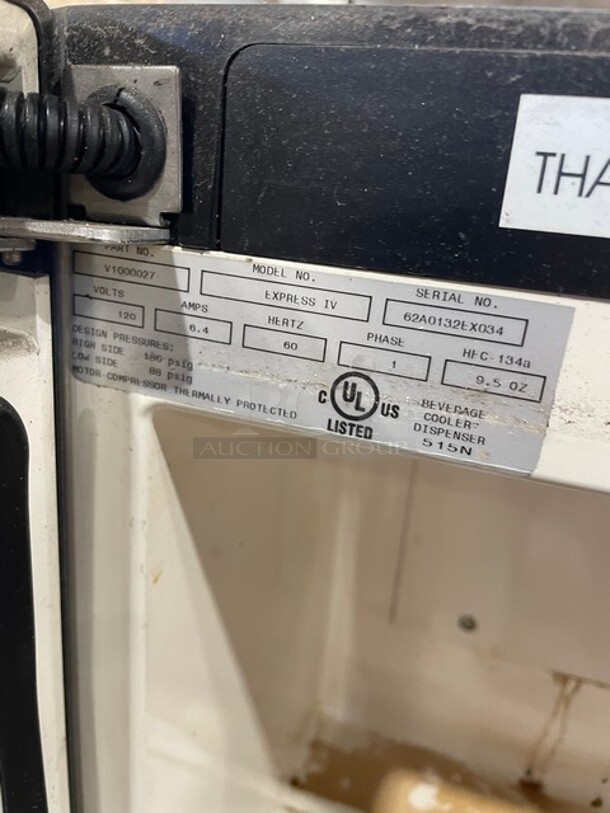 THA
PART NO.
V1000027
MODEL NO.
EXPRESS IV
SERIAL NO.
62A0132EX034
VOLTS
120
AMPS
6.4
HERTZ
60
PHASE
1
HFC-134a
9.5 OZ
DESIGN PRESSURES:
HIGH SIDE 186 psig
LOW SIDE 88 psig
MOTOR-COMPRESSOR THERMALLY PROTECTED
C UL US
LISTED
BEVERAGE
COOLER-
DISPENSER
515N
AUCTION GROUP